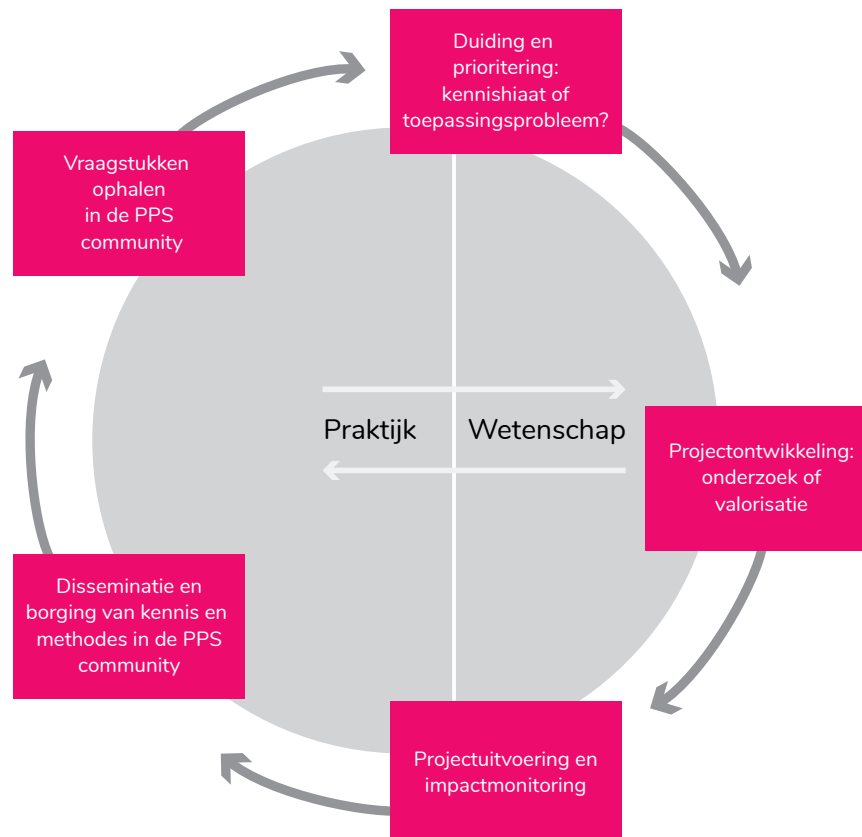 Duiding en
prioritering:
kennishiaat of
toepassingsprobleem?
Vraagstukken
ophalen
in de PPS
community
Praktijk
Wetenschap
Projectontwikkeling:
onderzoek of
valorisatie
Disseminatie en
borging van kennis en
methodes in de PPS
community
Projectuitvoering en
impactmonitoring